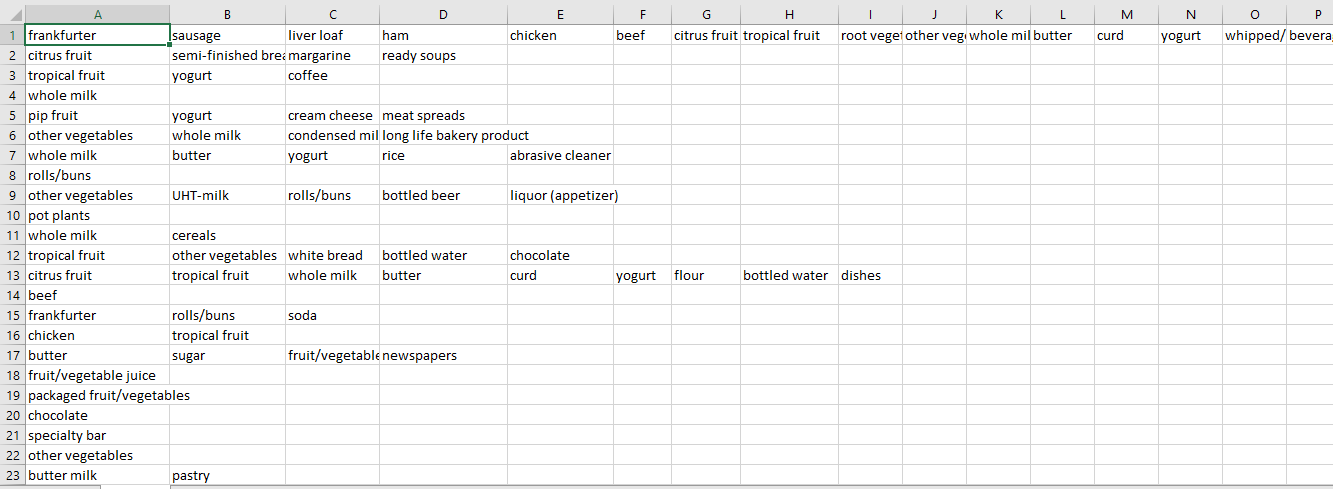 A B C D E F G H I J K L M N O P
1 frankfurter sausage liver loaf ham chicken beef citrus fruit tropical fruit root veget other veg whole mil butter curd yogurt whipped/ bevera
2 citrus fruit semi-finished brea margarine ready soups
3 tropical fruit yogurt coffee
4 whole milk
5 pip fruit yogurt cream cheese meat spreads
6 other vegetables whole milk condensed mil long life bakery product
7 whole milk butter yogurt rice abrasive cleaner
8 rolls/buns
9 other vegetables UHT-milk rolls/buns bottled beer liquor (appetizer)
10 pot plants
11 whole milk cereals
12 tropical fruit other vegetables white bread bottled water chocolate
13 citrus fruit tropical fruit whole milk butter curd yogurt flour bottled water dishes
14 beef
15 frankfurter rolls/buns soda
16 chicken tropical fruit
17 butter sugar fruit/vegetable newspapers
18 fruit/vegetable juice
19 packaged fruit/vegetables
20 chocolate
21 specialty bar
22 other vegetables
23 butter milk pastry